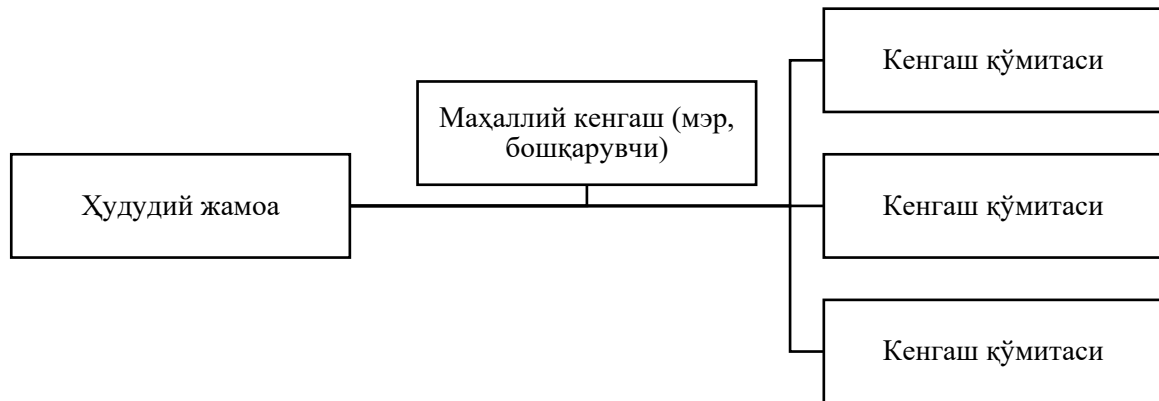 Ҳудудий жамоа
Маҳаллий кенгаш (мэр,
бошқарувчи)
Кенгаш қўмитаси
Кенгаш қўмитаси
Кенгаш қўмитаси